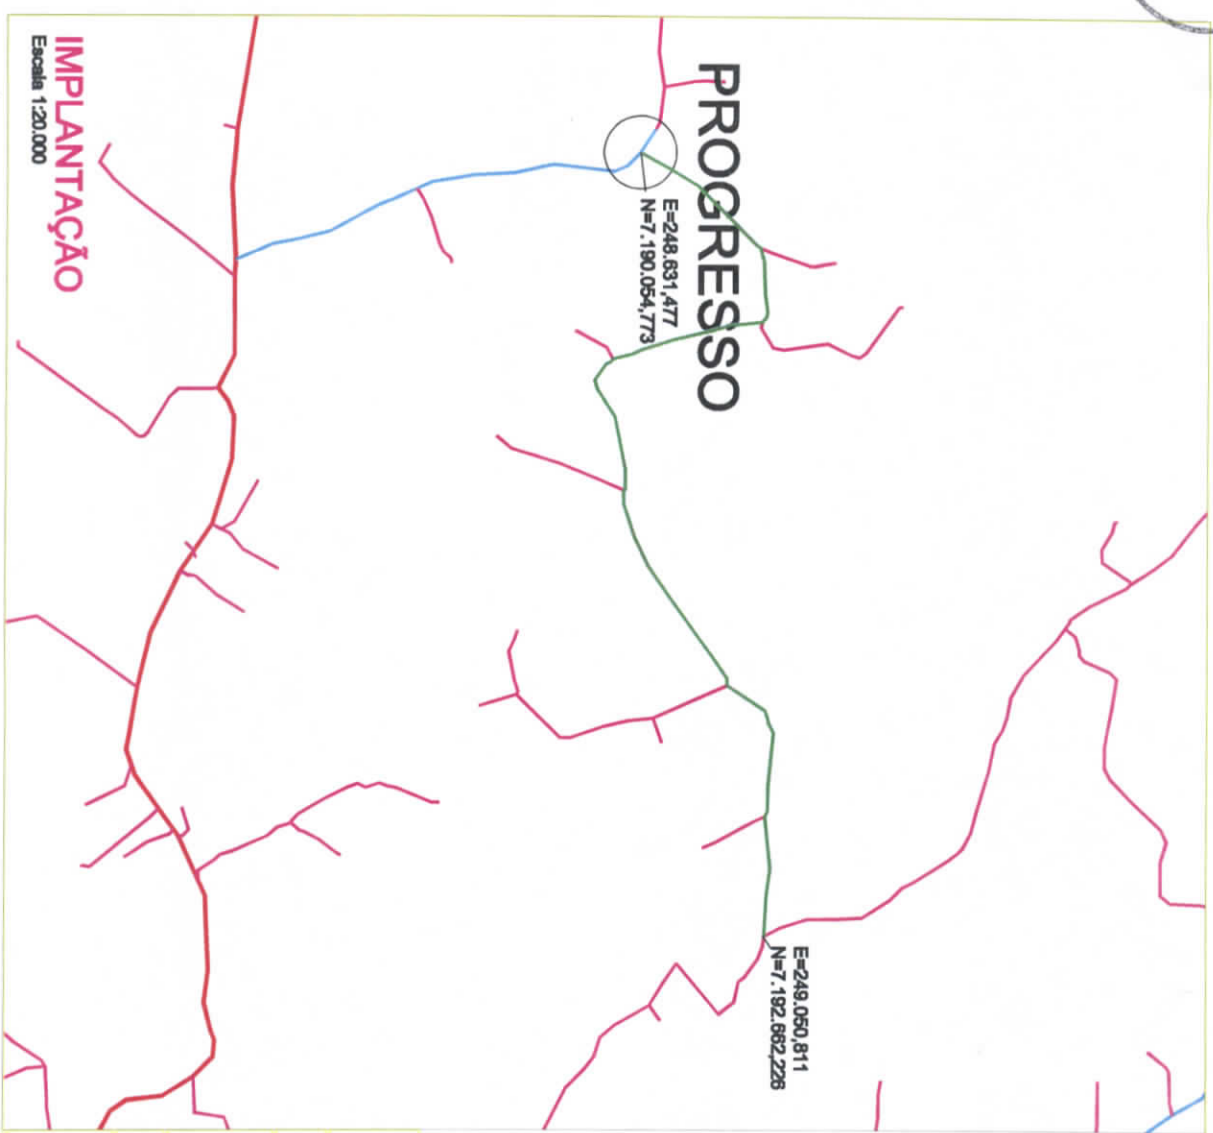 PROGRESSO
E=248.631,477
N=7.190.054,773
E=249.050,811
N=7.192.662,226
IMPLANTAÇÃO
Escala 1:20.000